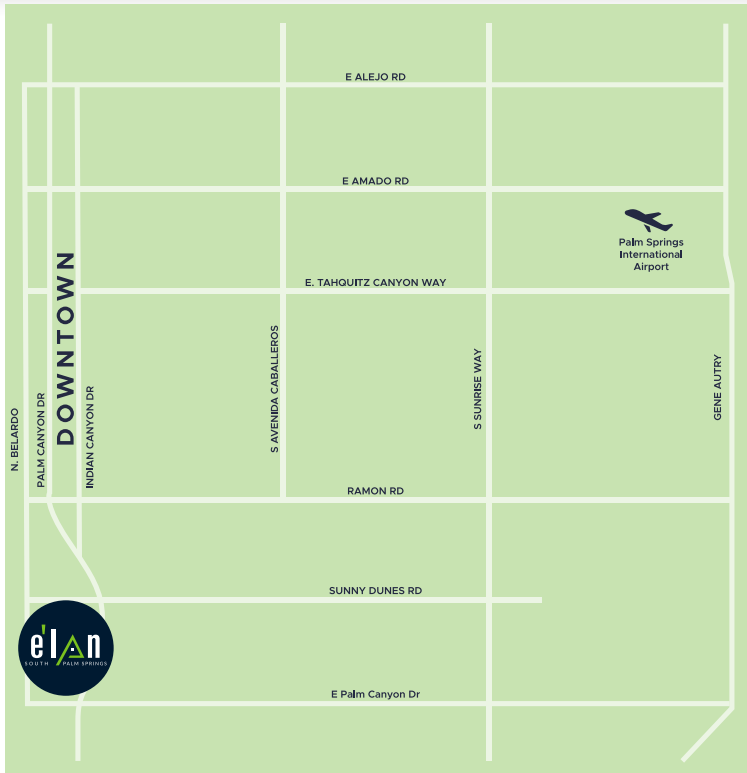 E ALEJO RD
E AMADO RD
Palm Springs
International
Airport
E. TAHQUITZ CANYON WAY
DOWNTOWN
N. BELARDO
PALM CANYON DR
INDIAN CANYON DR
S AVENIDA CABALLEROS
S SUNRISE WAY
GENE AUTRY
RAMON RD
SUNNY DUNES RD
e'lan
SOUTH PALM SPRINGS
E Palm Canyon Dr